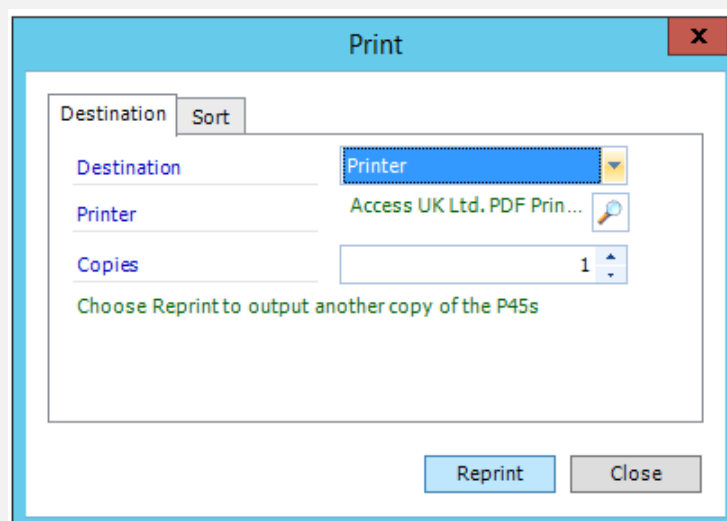 Print
x
Destination Sort
Destination Printer
Printer Access UK Ltd. PDF Prin...
Copies 1
Choose Reprint to output another copy of the P45s
Reprint Close